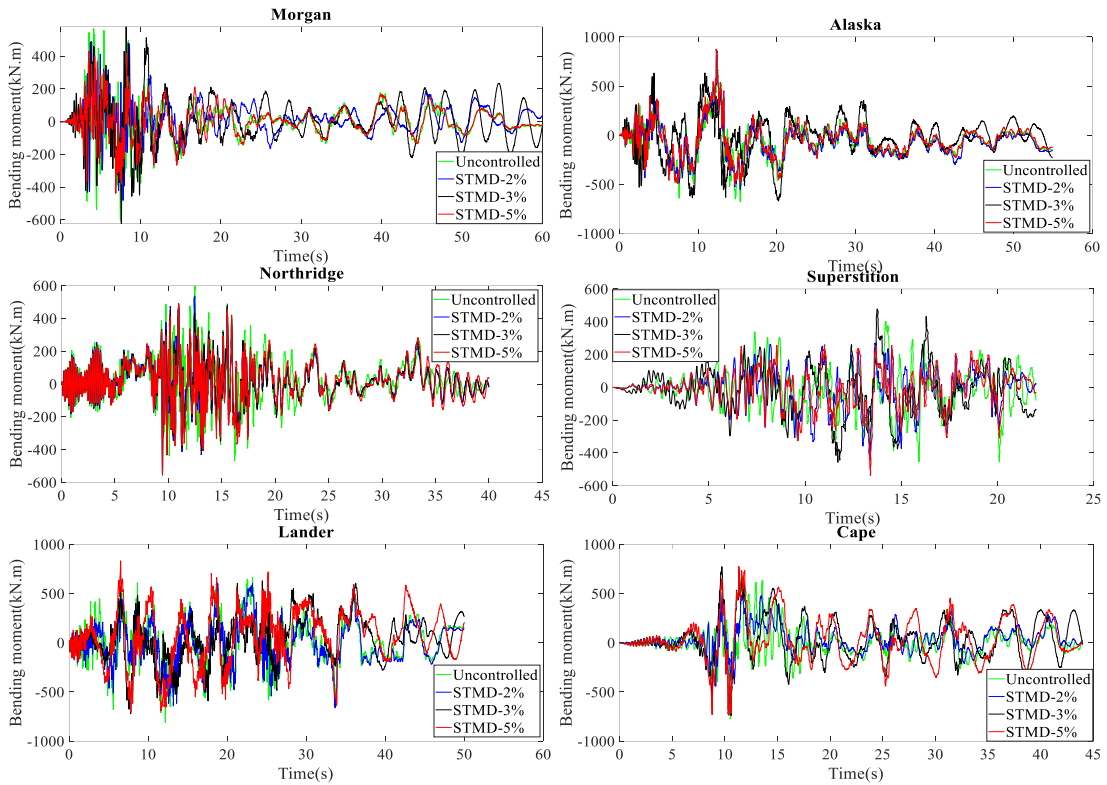 Morgan
Bending moment(kN.m)
400
200
0
-200
-400
-600
0
10
20
30
40
50
60
Time(s)
Uncontrolled
STMD-2%
STMD-3%
STMD-5%
Alaska
Bending moment(kN.m)
1000
500
0
-500
-1000
0
10
20
30
40
50
60
Time(s)
Uncontrolled
STMD-2%
STMD-3%
STMD-5%
Northridge
Bending moment(kN.m)
600
400
200
0
-200
-400
-600
0
5
10
15
20
25
30
35
40
45
Time(s)
Uncontrolled
STMD-2%
STMD-3%
STMD-5%
Superstition
Bending moment(kN.m)
600
400
200
0
-200
-400
-600
0
5
10
15
20
25
Time(s)
Uncontrolled
STMD-2%
STMD-3%
STMD-5%
Lander
Bending moment(kN.m)
1000
500
0
-500
-1000
0
10
20
30
40
50
60
Time(s)
Uncontrolled
STMD-2%
STMD-3%
STMD-5%
Cape
Bending moment(kN.m)
1000
500
0
-500
-1000
0
5
10
15
20
25
30
35
40
45
Time(s)
Uncontrolled
STMD-2%
STMD-3%
STMD-5%